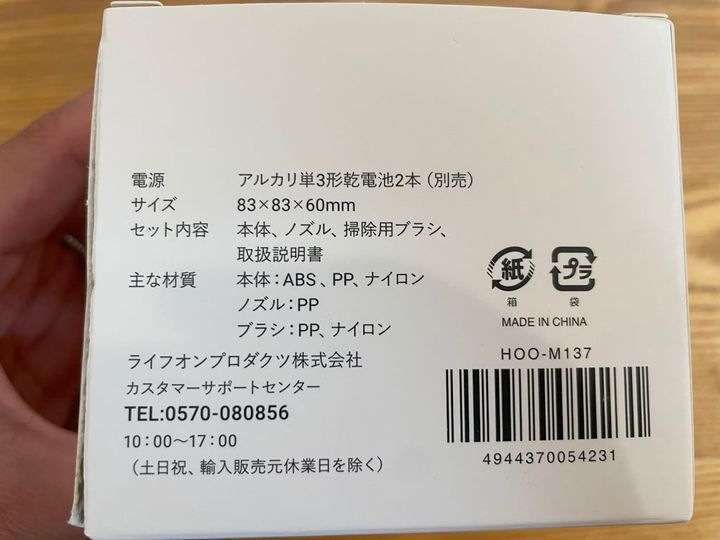 電源 アルカリ単3形乾電池2本（別売）
サイズ 83×83×60mm
セット内容 本体、ノズル、掃除用ブラシ、
取扱説明書
主な材質 本体：ABS、PP、ナイロン
ノズル：PP
ブラシ：PP、ナイロン
ライフオンプロダクツ株式会社
カスタマーサポートセンター
TEL:0570-080856
10：00〜17：00
（土日祝、輸入販売元休業日を除く）
紙 プラ
箱 袋
MADE IN CHINA
HOO-M137
4944370054231